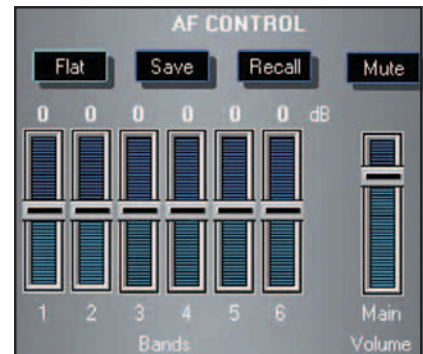 AF CONTROL
Flat Save Recall Mute
0 0 0 0 0 0 dB
1 2 3 4 5 6 Main
Bands Volume